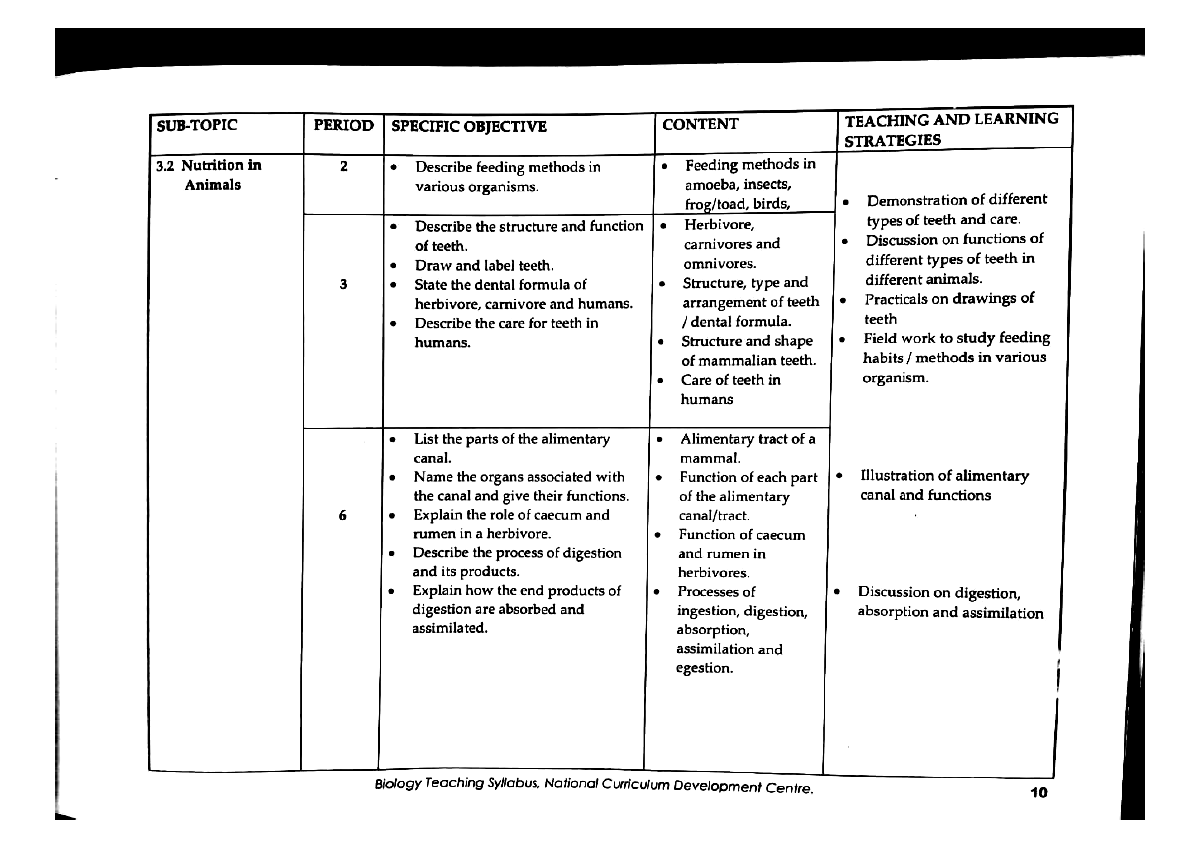 SUB-TOPIC
PERIOD
SPECIFIC OBJECTIVE
CONTENT
TEACHING AND LEARNING
STRATEGIES
3.2 Nutrition in
Animals
2
• Describe feeding methods in
various organisms.
• Feeding methods in
amoeba, insects,
frog/toad, birds,
3
• Describe the structure and function
of teeth.
• Draw and label teeth.
• State the dental formula of
herbivore, carnivore and humans.
• Describe the care for teeth in
humans.
• Herbivore,
carnivores and
omnivores.
• Structure, type and
arrangement of teeth
/ dental formula.
• Structure and shape
of mammalian teeth.
• Care of teeth in
humans
• Demonstration of different
types of teeth and care.
• Discussion on functions of
different types of teeth in
different animals.
• Practicals on drawings of
teeth
• Field work to study feeding
habits / methods in various
organism.
6
• List the parts of the alimentary
canal.
• Name the organs associated with
the canal and give their functions.
• Explain the role of caecum and
rumen in a herbivore.
• Describe the process of digestion
and its products.
• Explain how the end products of
digestion are absorbed and
assimilated.
• Alimentary tract of a
mammal.
• Function of each part
of the alimentary
canal/tract.
• Function of caecum
and rumen in
herbivores.
• Processes of
ingestion, digestion,
absorption,
assimilation and
egestion.
• Illustration of alimentary
canal and functions
• Discussion on digestion,
absorption and assimilation
Biology Teaching Syllabus, National Curriculum Development Centre.
10